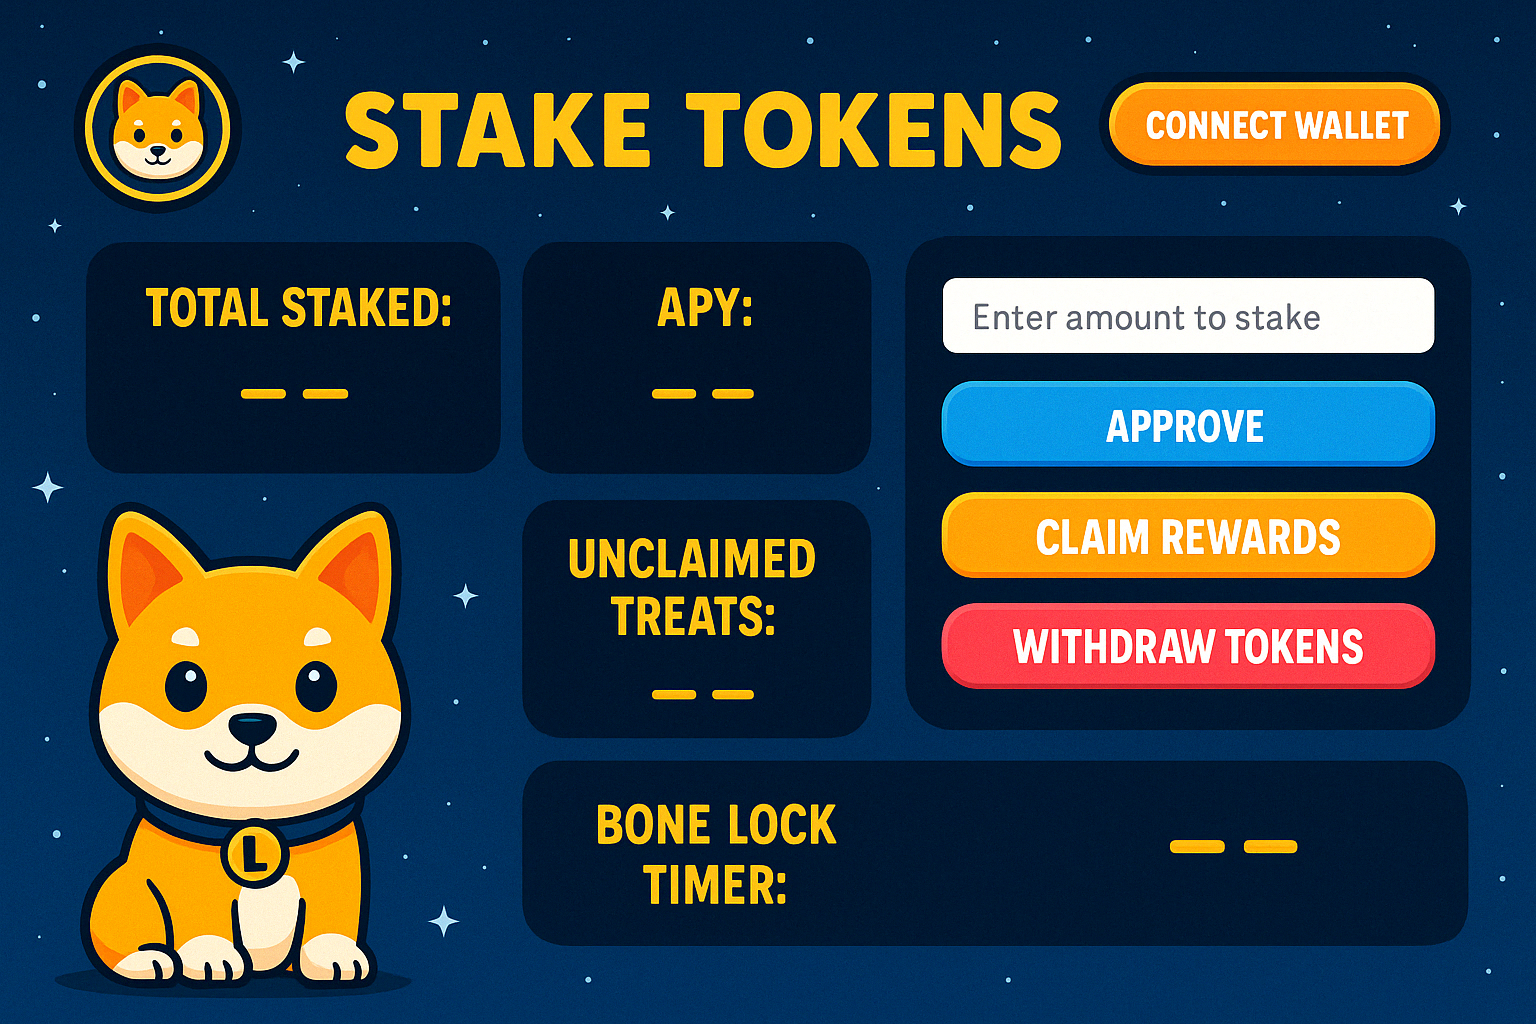 STAKE TOKENS
CONNECT WALLET
TOTAL STAKED:
– –
APY:
– –
Enter amount to stake
APPROVE
CLAIM REWARDS
WITHDRAW TOKENS
UNCLAIMED
TREATS:
– –
L
BONE LOCK
TIMER:
– –